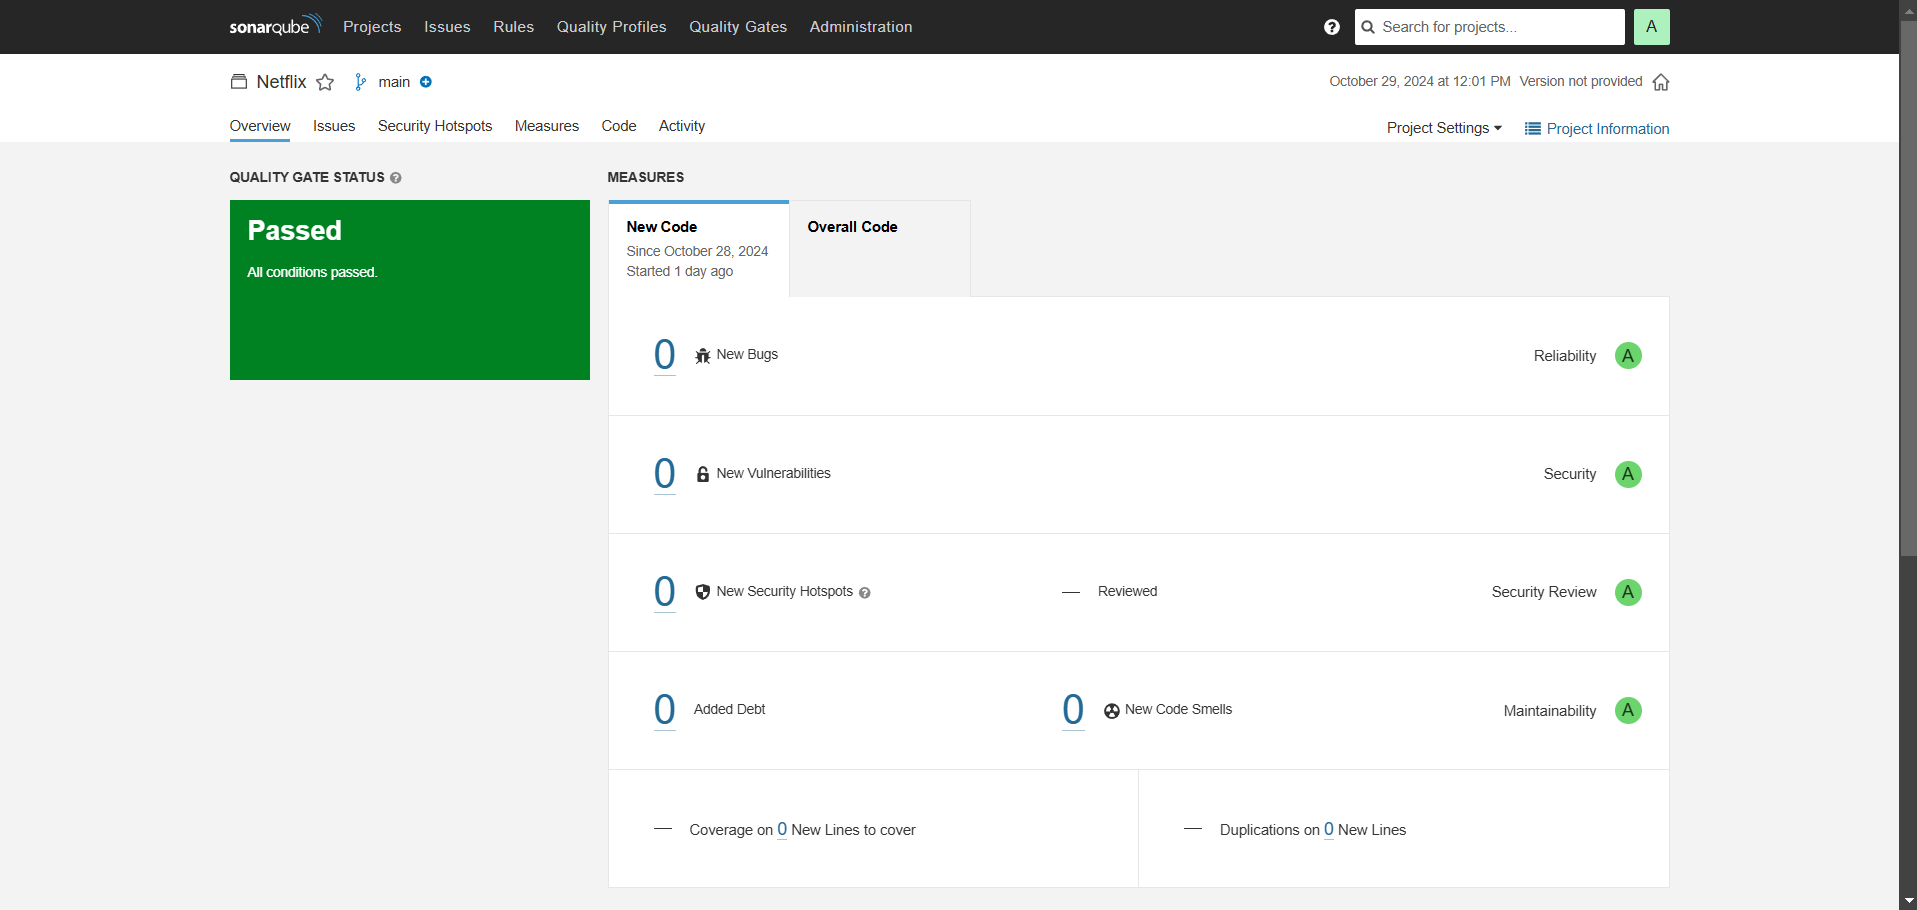 sonarqube Projects Issues Rules Quality Profiles Quality Gates Administration ? Search for projects... A
Netflix main October 29, 2024 at 12:01 PM Version not provided
Overview Issues Security Hotspots Measures Code Activity Project Settings Project Information
QUALITY GATE STATUS ? MEASURES
Passed
All conditions passed.
New Code
Since October 28, 2024
Started 1 day ago
Overall Code
0 New Bugs Reliability A
0 New Vulnerabilities Security A
0 New Security Hotspots ? — Reviewed Security Review A
0 Added Debt 0 New Code Smells Maintainability A
— Coverage on 0 New Lines to cover — Duplications on 0 New Lines